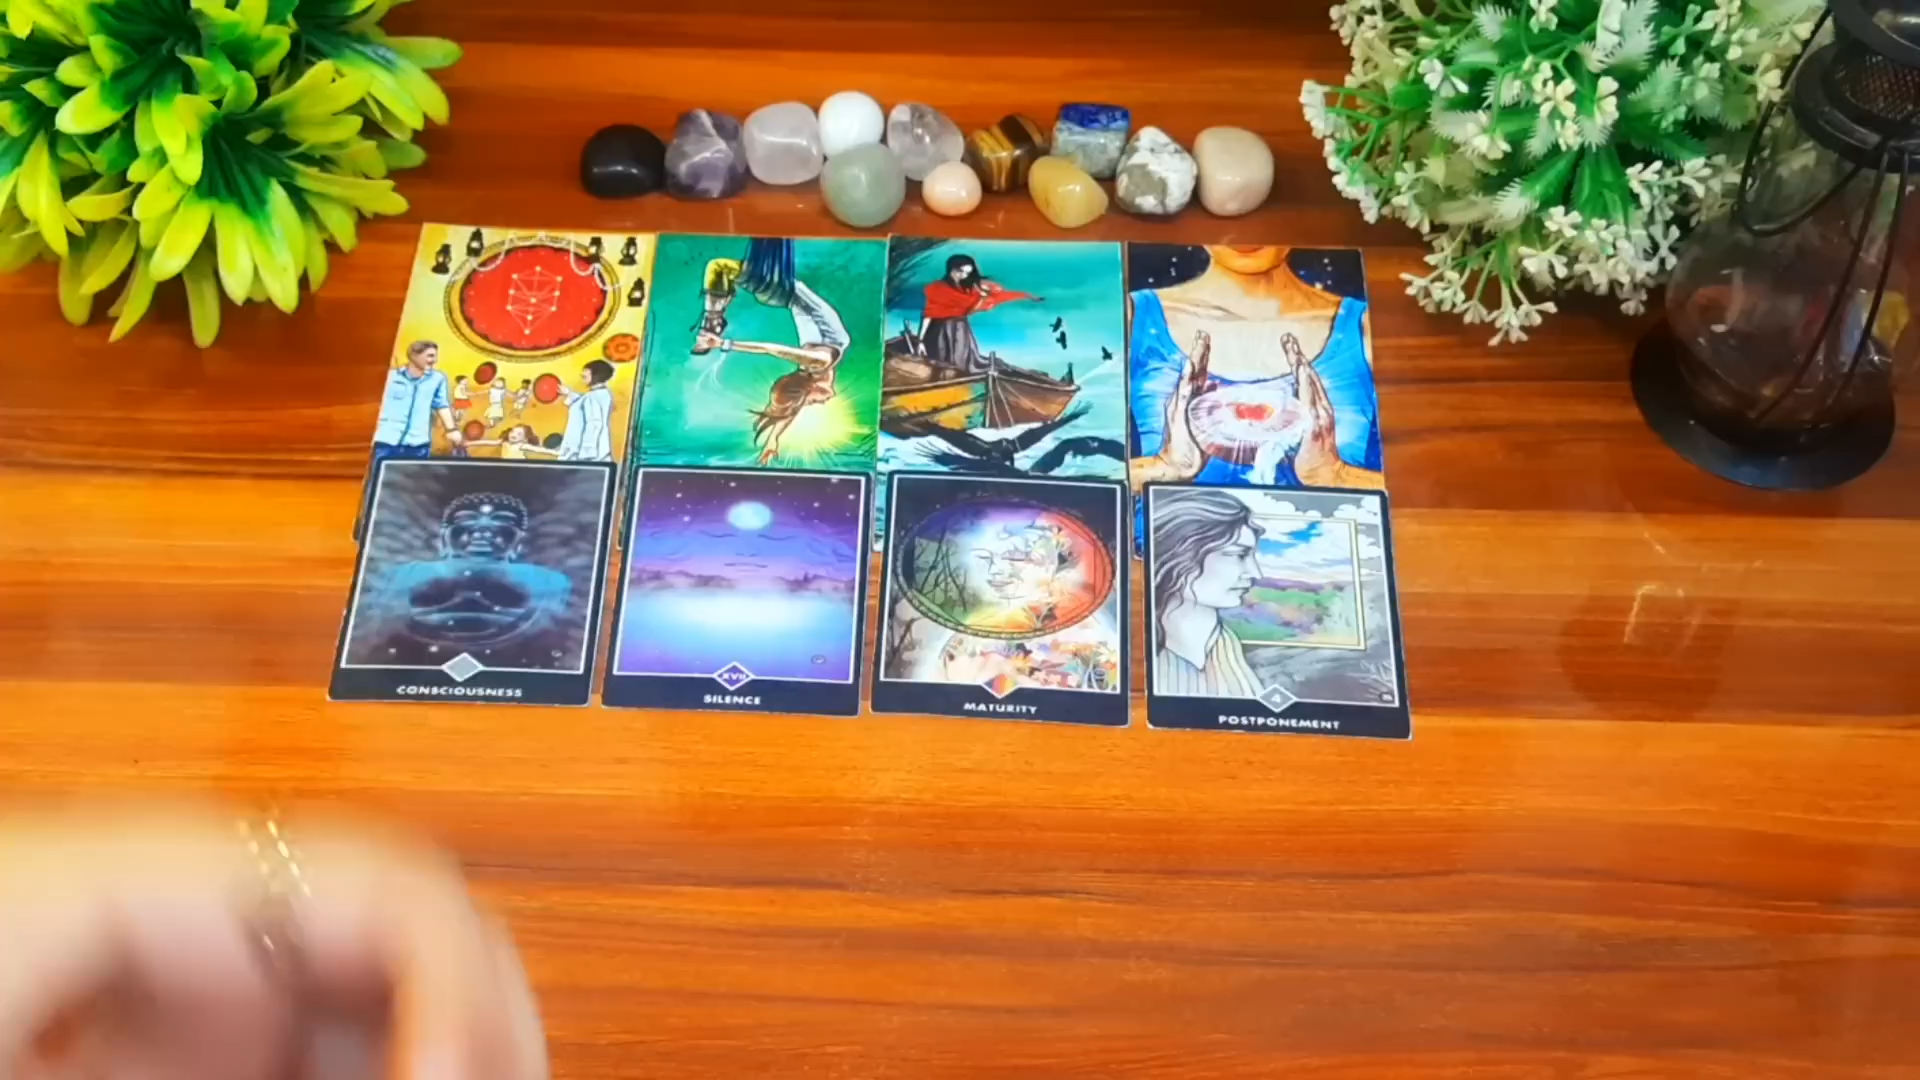 CONSCIOUSNESS
XVII
SILENCE
MATURITY
4
POSTPONEMENT